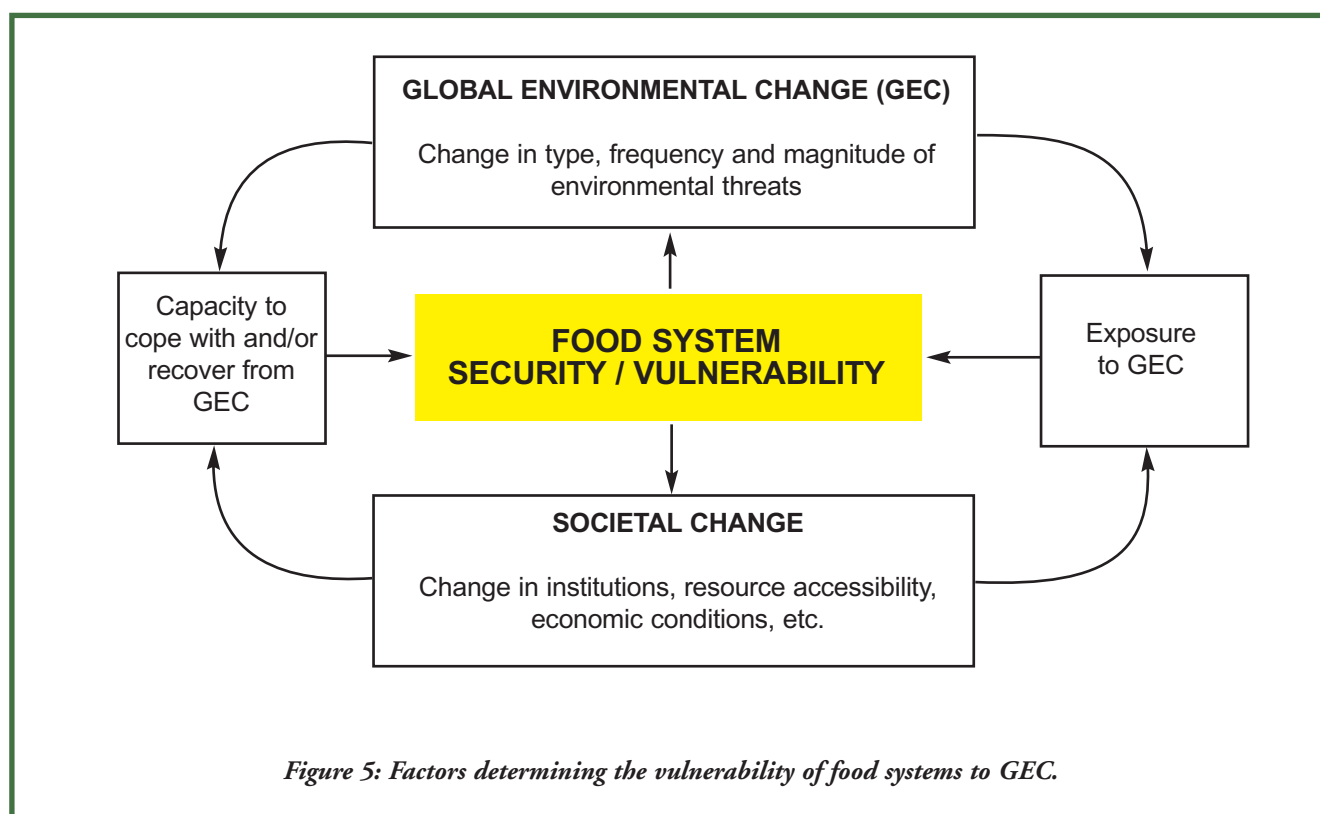 GLOBAL ENVIRONMENTAL CHANGE (GEC)
Change in type, frequency and magnitude of
environmental threats
Capacity to
cope with and/or
recover from
GEC
FOOD SYSTEM
SECURITY / VULNERABILITY
Exposure
to GEC
SOCIETAL CHANGE
Change in institutions, resource accessibility,
economic conditions, etc.
Figure 5: Factors determining the vulnerability of food systems to GEC.